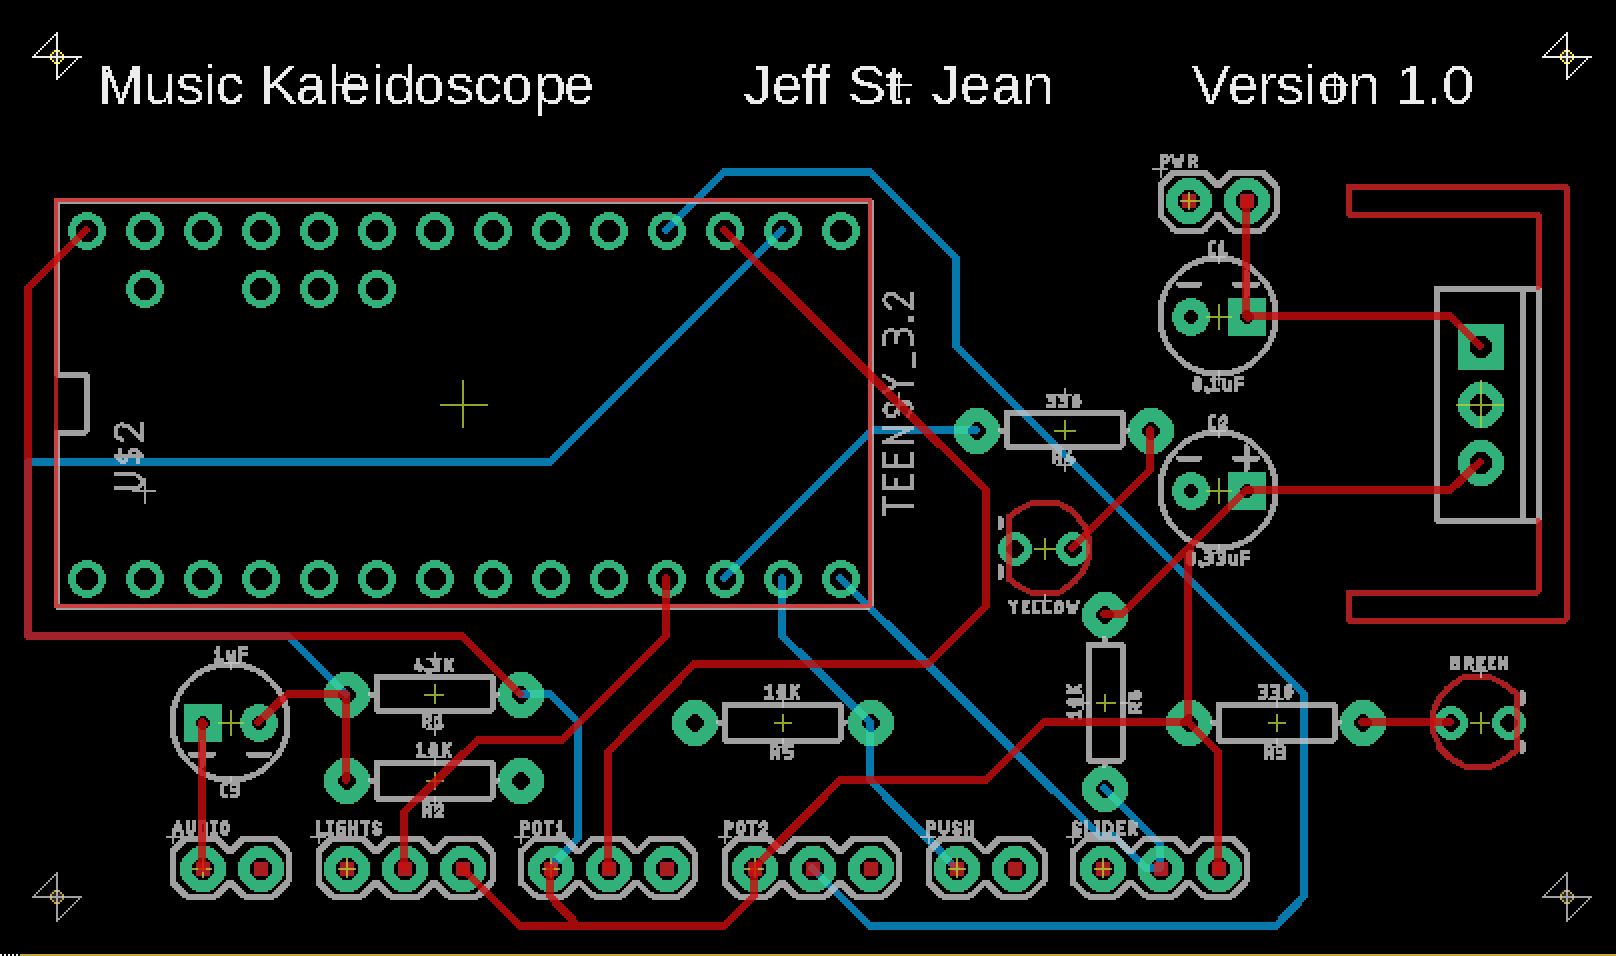 Music Kaleidoscope Jeff St. Jean Version 1.0
PWR
C1
0.1uF
TEENSY_3.2
U$2
330
R4
C2
0.33uF
YELLOW
1uF
4.7K
R1
10K
R2
C3
10K
R5
10K
R6
330
R3
GREEN
AUDIO
LIGHTS
POT1
POT2
PUSH
SLIDER